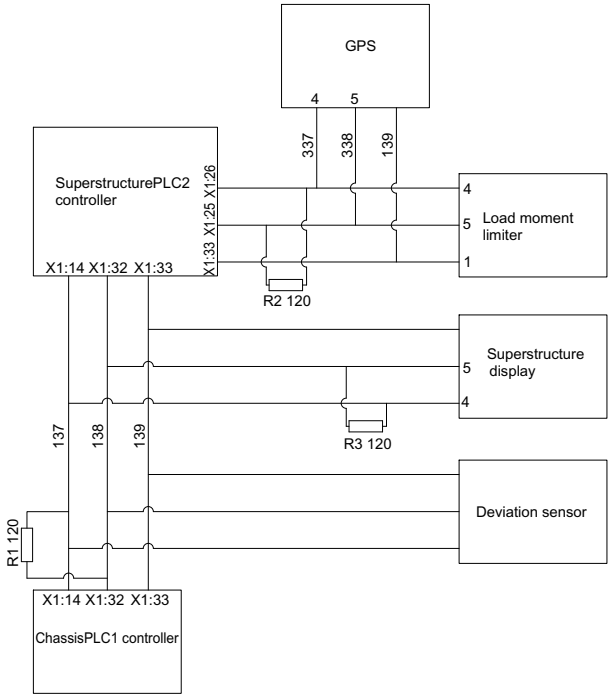 GPS
4 5
337 338 139
SuperstructurePLC2
controller
X1:26
X1:25
X1:33
X1:14 X1:32 X1:33
4
5
1
Load moment
limiter
R2 120
Superstructure
display
5
4
R3 120
137 138 139
Deviation sensor
R1 120
X1:14 X1:32 X1:33
ChassisPLC1 controller